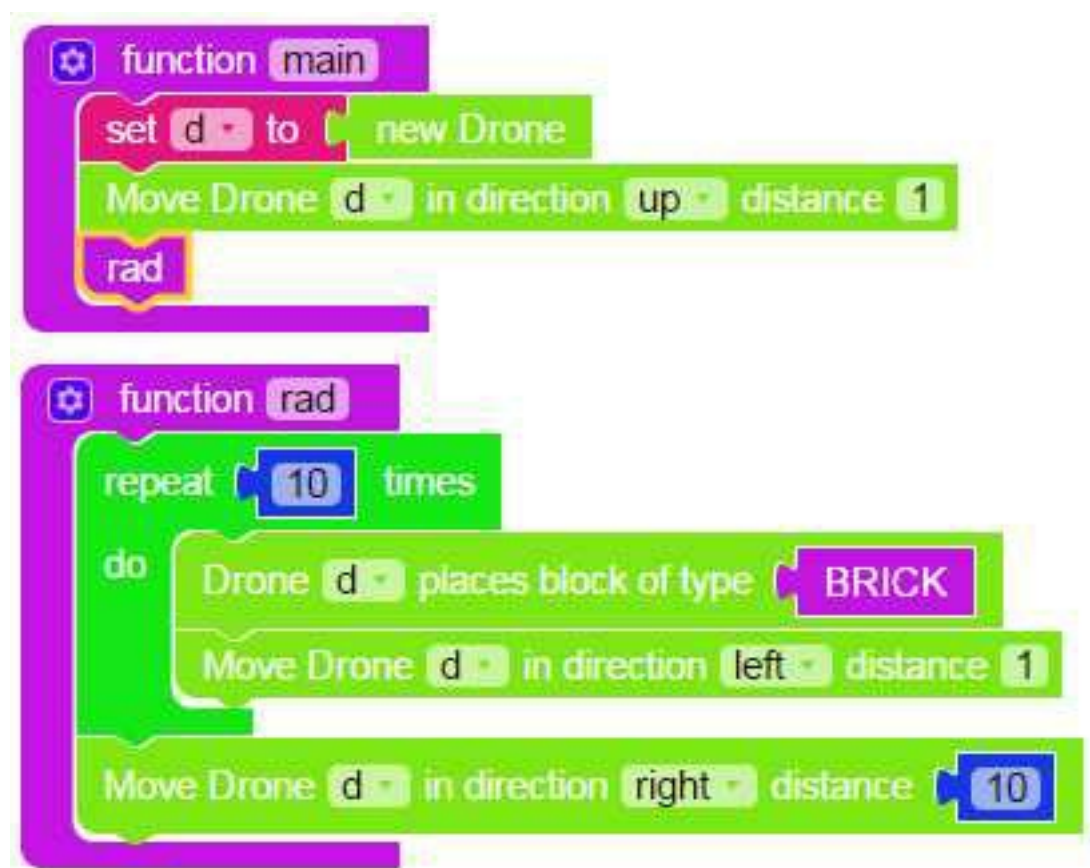 function main
set d to new Drone
Move Drone d in direction up distance 1
rad
function rad
repeat 10 times
do Drone d places block of type BRICK
Move Drone d in direction left distance 1
Move Drone d in direction right distance 10